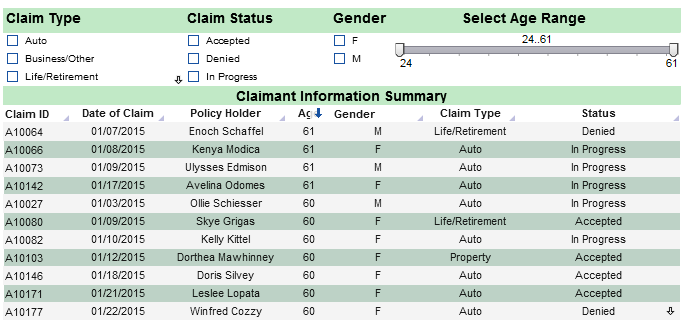 Claim Type Claim Status Gender Select Age Range
Auto Accepted F 24..61
Business/Other Denied M 24 61
Life/Retirement In Progress
Claimant Information Summary
Claim ID Date of Claim Policy Holder Ag Gender Claim Type Status
A10064 01/07/2015 Enoch Schaffel 61 M Life/Retirement Denied
A10066 01/08/2015 Kenya Modica 61 F Auto In Progress
A10073 01/09/2015 Ulysses Edmison 61 M Auto In Progress
A10142 01/17/2015 Avelina Odomes 61 F Auto In Progress
A10027 01/03/2015 Ollie Schiesser 60 M Auto In Progress
A10080 01/09/2015 Skye Grigas 60 F Life/Retirement Accepted
A10082 01/10/2015 Kelly Kittel 60 F Auto In Progress
A10103 01/12/2015 Dorthea Mawhinney 60 F Property Accepted
A10146 01/18/2015 Doris Silvey 60 F Auto Accepted
A10171 01/21/2015 Leslee Lopata 60 F Auto Accepted
A10177 01/22/2015 Winfred Cozzy 60 F Auto Denied